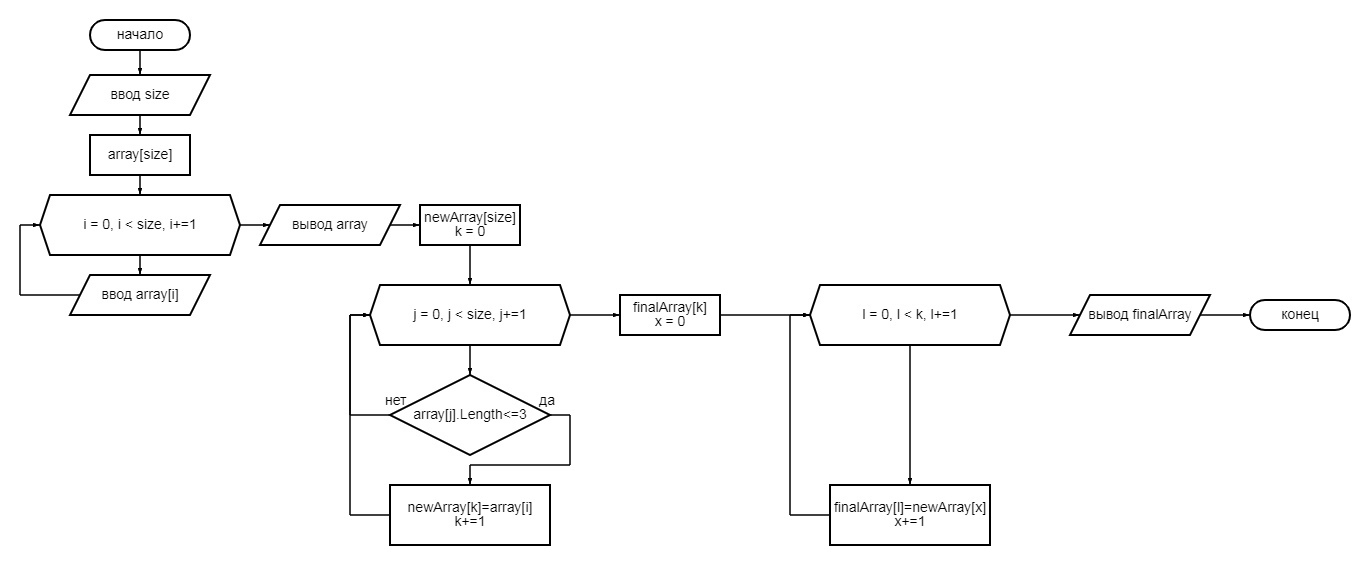 начало
ввод size
array[size]
i = 0, i < size, i+=1
ввод array[i]
вывод array
newArray[size]
k = 0
j = 0, j < size, j+=1
нет
да
array[j].Length<=3
newArray[k]=array[i]
k+=1
finalArray[k]
x = 0
l = 0, l < k, l+=1
finalArray[l]=newArray[x]
x+=1
вывод finalArray
конец